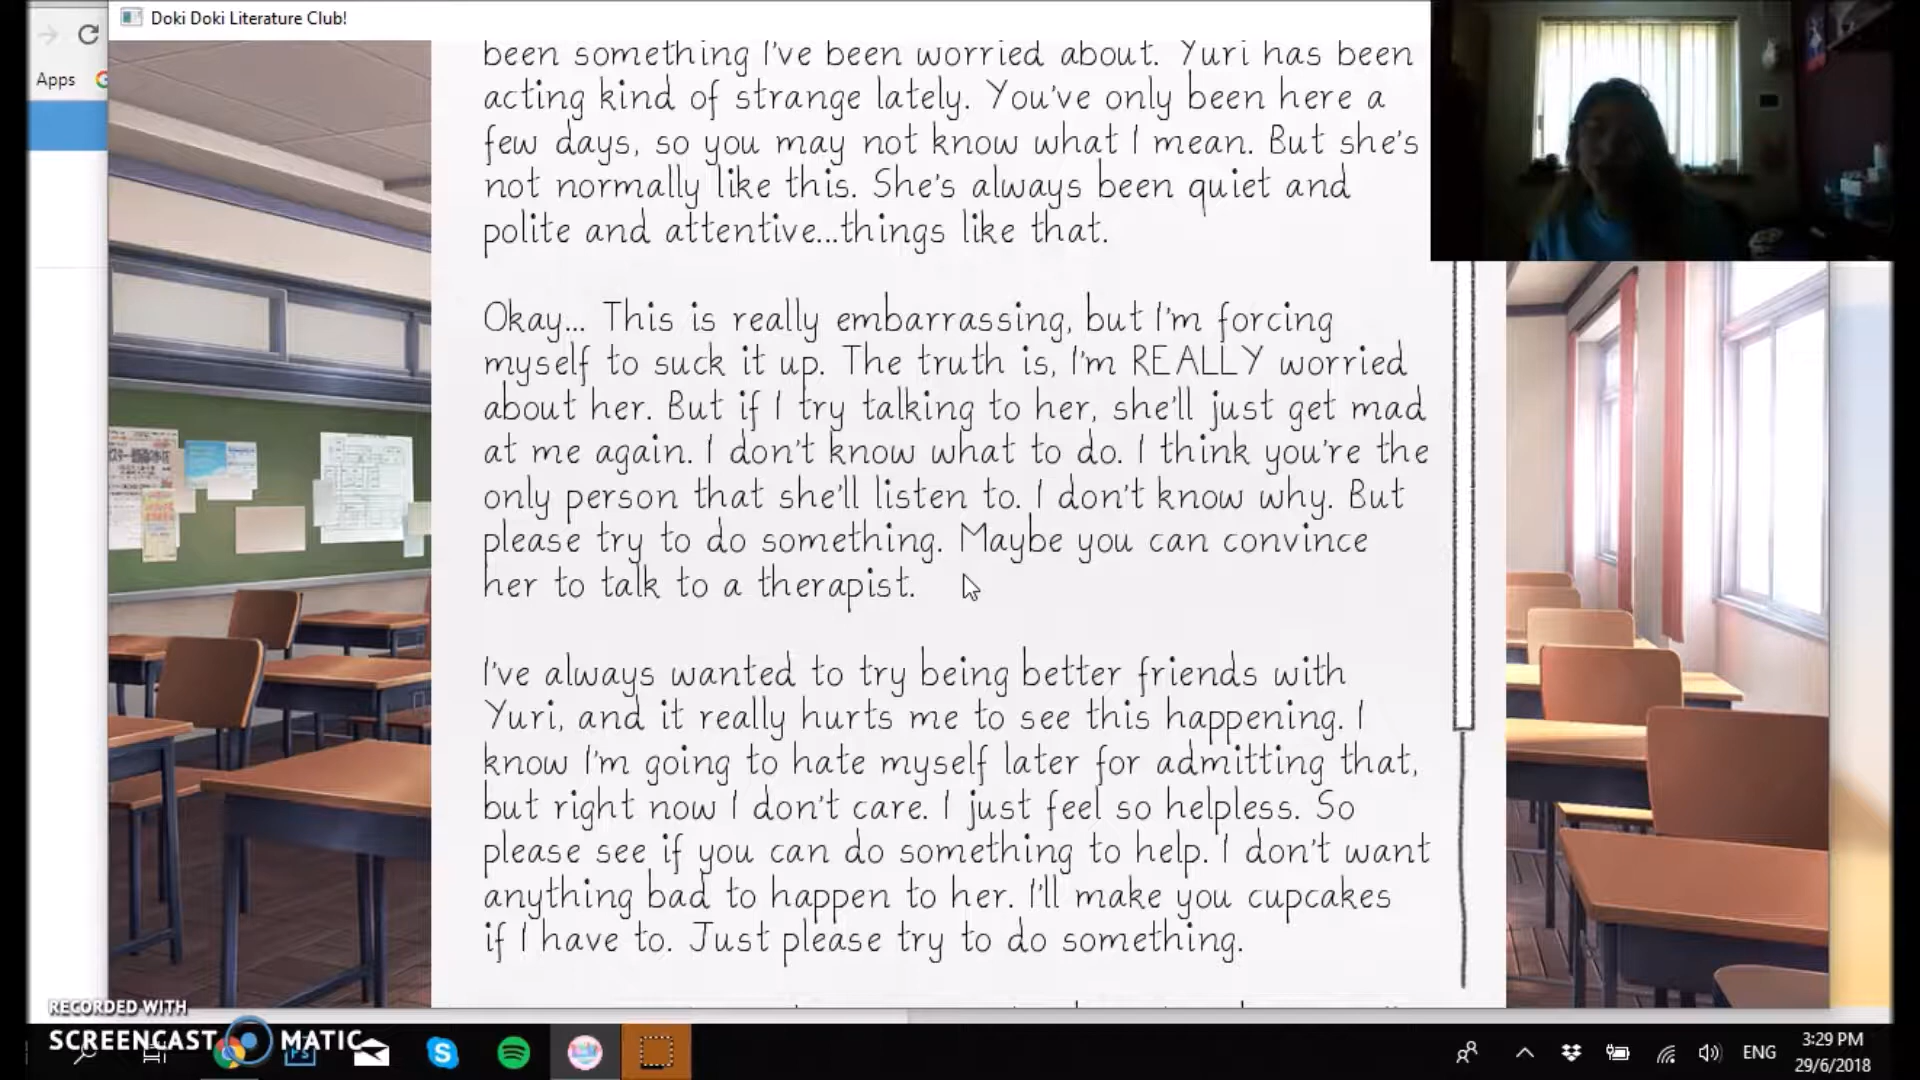 Doki Doki Literature Club!
Apps
been something I've been worried about. Yuri has been
acting kind of strange lately. You've only been here a
few days, so you may not know what I mean. But she's
not normally like this. She's always been quiet and
polite and attentive...things like that.
Okay... This is really embarrassing, but I'm forcing
myself to suck it up. The truth is, I'm REALLY worried
about her. But if I try talking to her, she'll just get mad
at me again. I don't know what to do. I think you're the
only person that she'll listen to. I don't know why. But
please try to do something. Maybe you can convince
her to talk to a therapist.
I've always wanted to try being better friends with
Yuri, and it really hurts me to see this happening. I
know I'm going to hate myself later for admitting that,
but right now I don't care. I just feel so helpless. So
please see if you can do something to help. I don't want
anything bad to happen to her. I'll make you cupcakes
if I have to. Just please try to do something.
RECORDED WITH
SCREENCAST MATIC
Ps
ENG
3:29 PM
29/6/2018